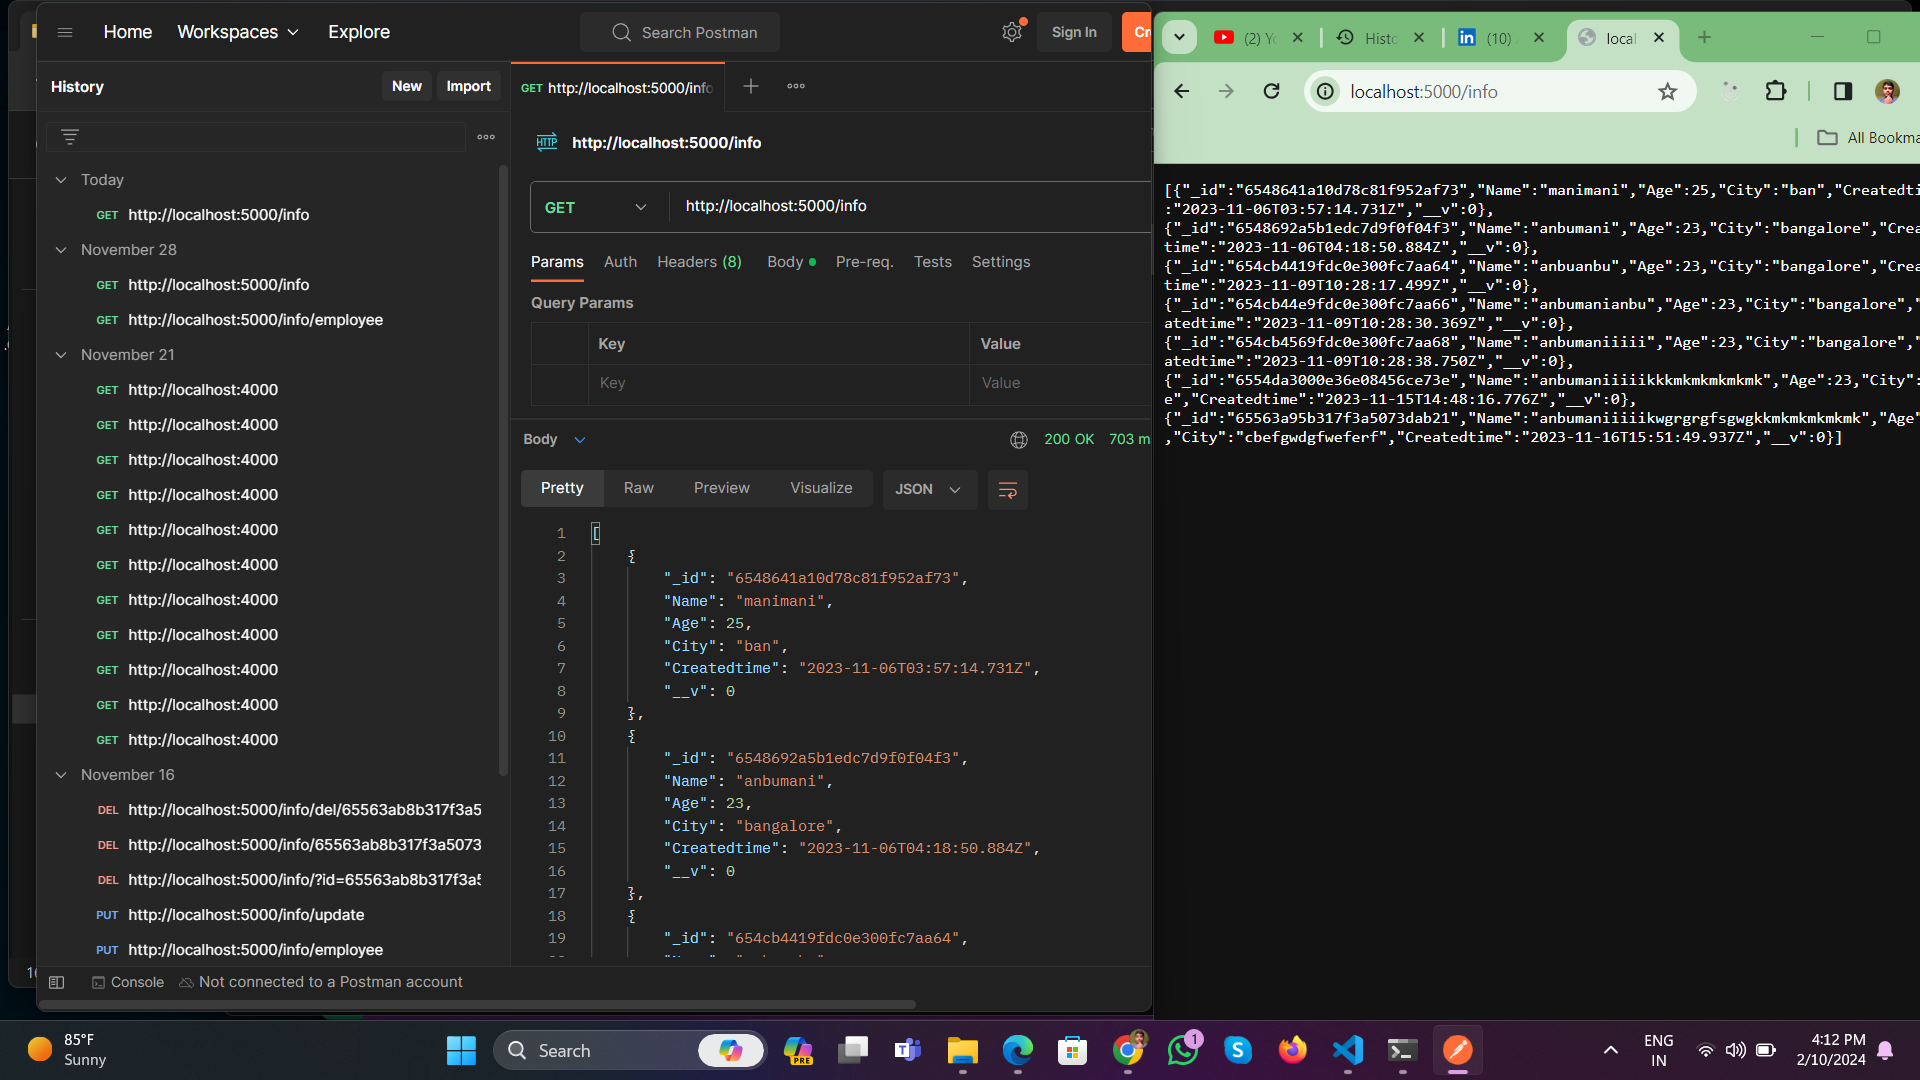 Home Workspaces Explore Search Postman Sign In
History New Import
GET http://localhost:5000/info
http://localhost:5000/info
Today
GET http://localhost:5000/info
November 28
GET http://localhost:5000/info
GET http://localhost:5000/info/employee
November 21
GET http://localhost:4000
GET http://localhost:4000
GET http://localhost:4000
GET http://localhost:4000
GET http://localhost:4000
GET http://localhost:4000
GET http://localhost:4000
GET http://localhost:4000
GET http://localhost:4000
GET http://localhost:4000
GET http://localhost:4000
November 16
DEL http://localhost:5000/info/del/65563ab8b317f3a5
DEL http://localhost:5000/info/65563ab8b317f3a5073
DEL http://localhost:5000/info/?id=65563ab8b317f3a5
PUT http://localhost:5000/info/update
PUT http://localhost:5000/info/employee
GET http://localhost:5000/info
Params Auth Headers (8) Body Pre-req. Tests Settings
Query Params
Key Value
Key Value
Body 200 OK 703 m
Pretty Raw Preview Visualize JSON
1 [
2 {
3 "_id": "6548641a10d78c81f952af73",
4 "Name": "manimani",
5 "Age": 25,
6 "City": "ban",
7 "Createdtime": "2023-11-06T03:57:14.731Z",
8 "__v": 0
9 },
10 {
11 "_id": "6548692a5b1edc7d9f0f04f3",
12 "Name": "anbumani",
13 "Age": 23,
14 "City": "bangalore",
15 "Createdtime": "2023-11-06T04:18:50.884Z",
16 "__v": 0
17 },
18 {
19 "_id": "654cb4419fdc0e300fc7aa64",
Console Not connected to a Postman account
(2) Histo (10) local
localhost:5000/info
All Bookma
[{"_id":"6548641a10d78c81f952af73","Name":"manimani","Age":25,"City":"ban","Createdti
:"2023-11-06T03:57:14.731Z","__v":0},
{"_id":"6548692a5b1edc7d9f0f04f3","Name":"anbumani","Age":23,"City":"bangalore","Crea
time":"2023-11-06T04:18:50.884Z","__v":0},
{"_id":"654cb4419fdc0e300fc7aa64","Name":"anbuanbu","Age":23,"City":"bangalore","Crea
time":"2023-11-09T10:28:17.499Z","__v":0},
{"_id":"654cb44e9fdc0e300fc7aa66","Name":"anbumanianbu","Age":23,"City":"bangalore","
atedtime":"2023-11-09T10:28:30.369Z","__v":0},
{"_id":"654cb4569fdc0e300fc7aa68","Name":"anbumaniiiii","Age":23,"City":"bangalore","
atedtime":"2023-11-09T10:28:38.750Z","__v":0},
{"_id":"6554da3000e36e08456ce73e","Name":"anbumaniiiiikkkmkmkmkmkmk","Age":23,"City":
e","Createdtime":"2023-11-15T14:48:16.776Z","__v":0},
{"_id":"65563a95b317f3a5073dab21","Name":"anbumaniiiiikwgrgrgfsgwgkkmkmkmkmkmk","Age"
,"City":"cbefgwdgfweferf","Createdtime":"2023-11-16T15:51:49.937Z","__v":0}]
85°F
Sunny
Search
PRE
1
ENG
IN
4:12 PM
2/10/2024